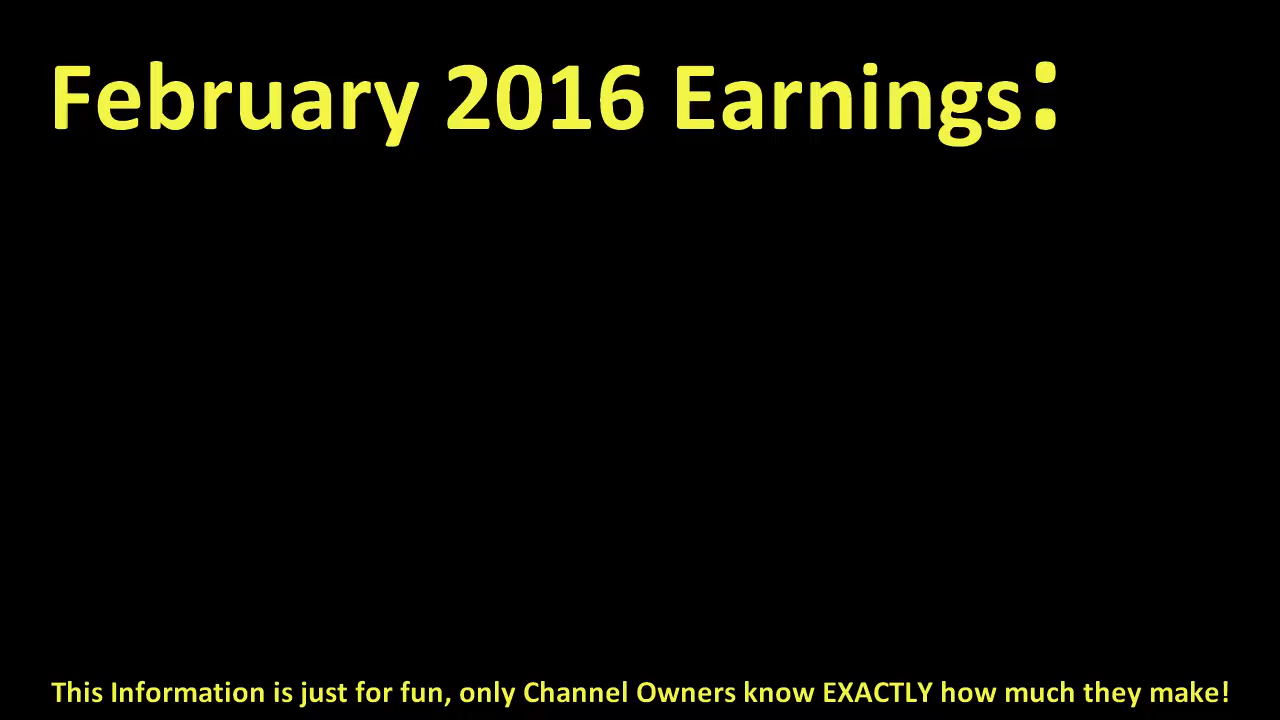 February 2016 Earnings:
This Information is just for fun, only Channel Owners know EXACTLY how much they make!